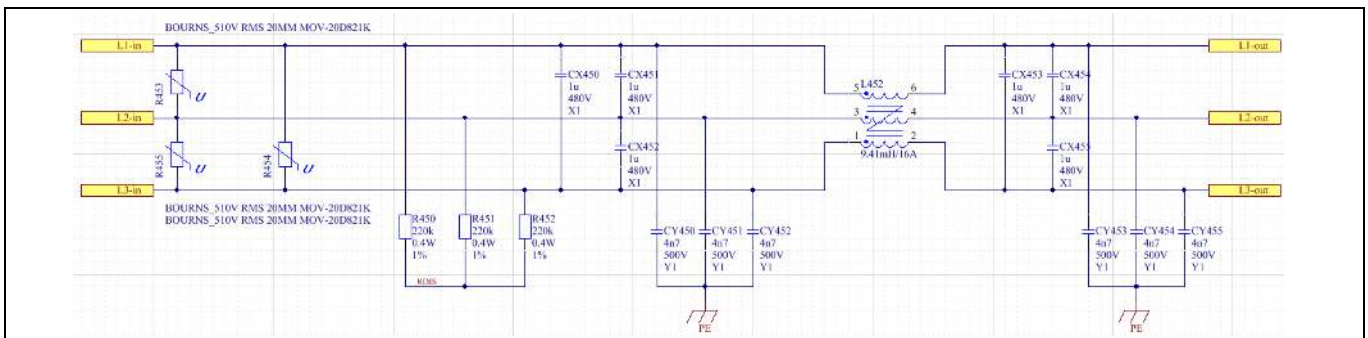 BOURNS_510V RMS 20MM MOV-20D821K
L1-in
L1-out
R453
U
CX450
1u
480V
X1
CX451
1u
480V
X1
L452
5
6
3
4
1
2
9.41mH/16A
CX453
1u
480V
X1
CX454
1u
480V
X1
L2-in
L2-out
R455
U
R454
U
CX452
1u
480V
X1
CX455
1u
480V
X1
L3-in
L3-out
BOURNS_510V RMS 20MM MOV-20D821K
BOURNS_510V RMS 20MM MOV-20D821K
R450
220k
0.4W
1%
R451
220k
0.4W
1%
R452
220k
0.4W
1%
CY450
4n7
500V
Y1
CY451
4n7
500V
Y1
CY452
4n7
500V
Y1
CY453
4n7
500V
Y1
CY454
4n7
500V
Y1
CY455
4n7
500V
Y1
PE
PE